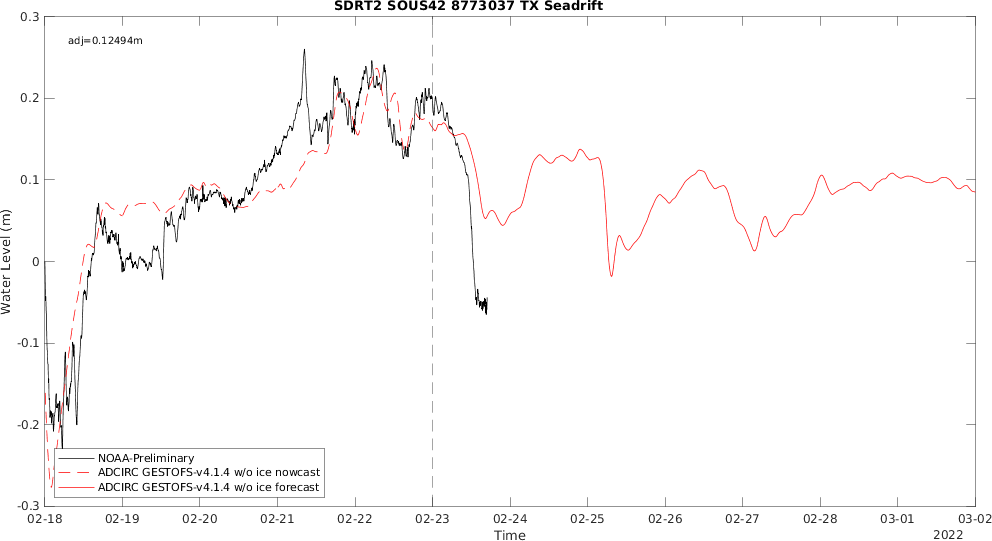 SDRT2 SOUS42 8773037 TX Seadrift
adj=0.12494m
0.3
0.2
0.1
0
-0.1
-0.2
-0.3
Water Level (m)
NOAA-Preliminary
ADCIRC GESTOFS-v4.1.4 w/o ice nowcast
ADCIRC GESTOFS-v4.1.4 w/o ice forecast
02-18 02-19 02-20 02-21 02-22 02-23 02-24 02-25 02-26 02-27 02-28 03-01 03-02
Time
2022